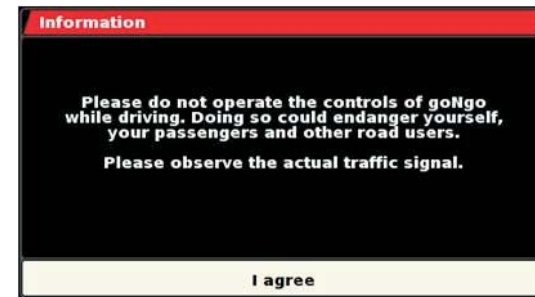 Information
Please do not operate the controls of goNgo
while driving. Doing so could endanger yourself,
your passengers and other road users.
Please observe the actual traffic signal.
I agree